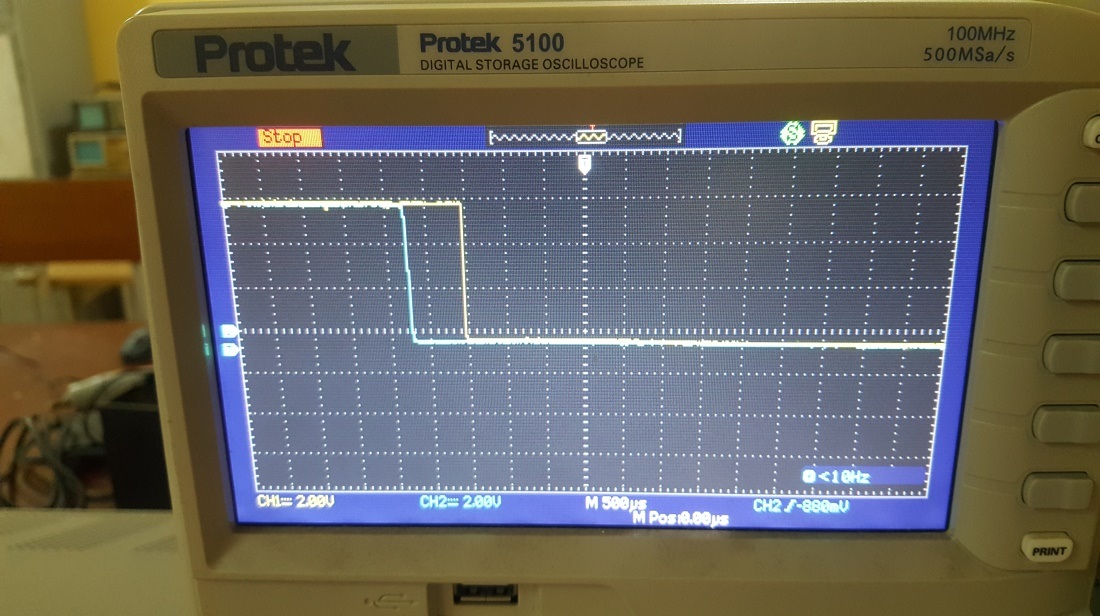 Protek
Protek 5100
DIGITAL STORAGE OSCILLOSCOPE
100MHz
500MSa/s
Stop
T
<10Hz
CH1 2.00V
CH2 2.00V
M 500µs
CH2 -880mV
M Pos:0.00µs
PRINT